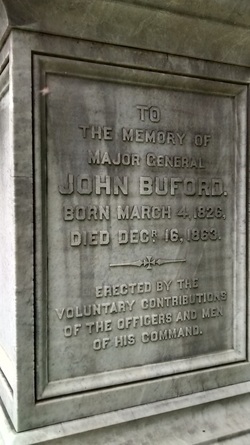 TO
THE MEMORY OF
MAJOR GENERAL
JOHN BUFORD.
BORN MARCH 4, 1826,
DIED DECR. 16. 1863.
ERECTED BY THE
VOLUNTARY CONTRIBUTIONS
OF THE OFFICERS AND MEN
OF HIS COMMAND.